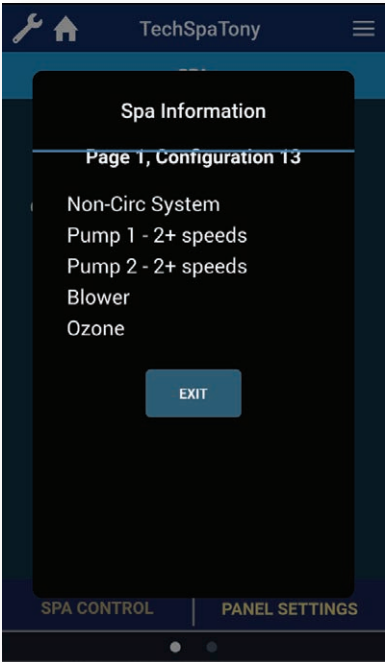 TechSpaTony
Spa Information
Page 1, Configuration 13
Non-Circ System
Pump 1 - 2+ speeds
Pump 2 - 2+ speeds
Blower
Ozone
EXIT
SPA CONTROL
PANEL SETTINGS